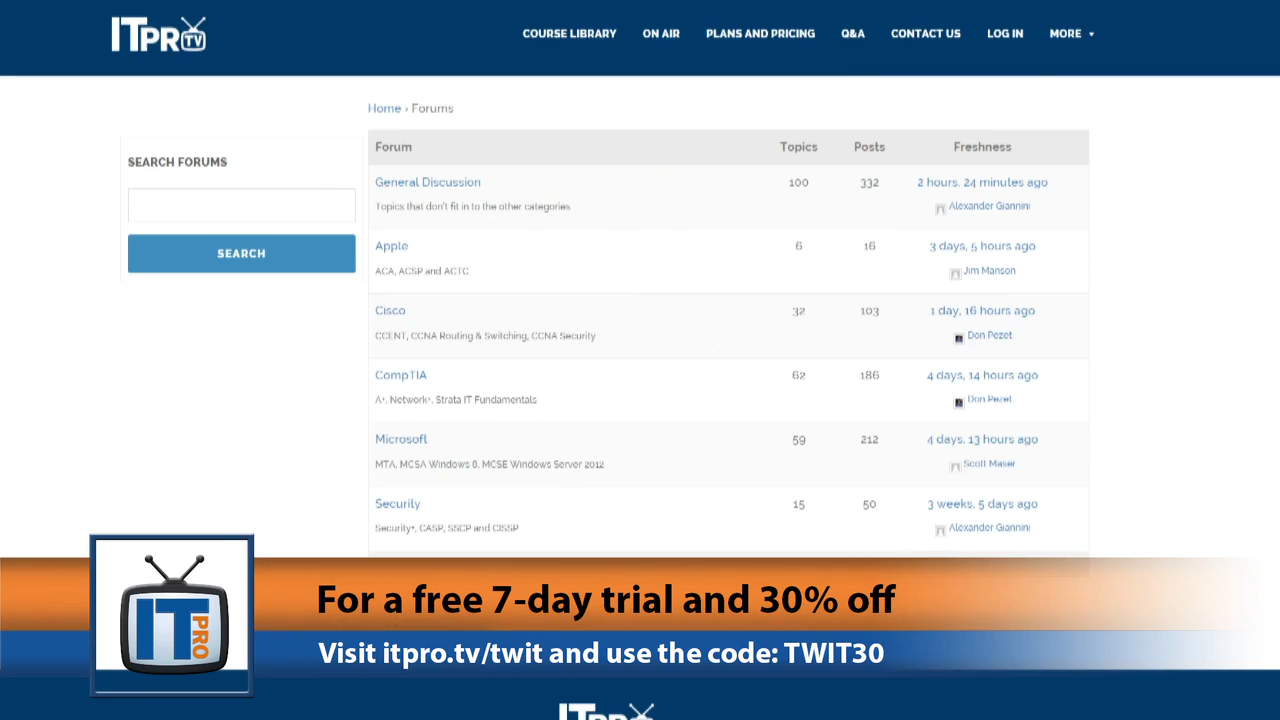 ITPRO TV
COURSE LIBRARY ON AIR PLANS AND PRICING Q&A CONTACT US LOG IN MORE
Home › Forums
SEARCH FORUMS
SEARCH
Forum Topics Posts Freshness
General Discussion 100 332 2 hours, 24 minutes ago
Topics that don't fit in to the other categories Alexander Giannini
Apple 6 16 3 days, 5 hours ago
ACA, ACSP and ACTC Jim Manson
Cisco 32 103 1 day, 16 hours ago
CCENT, CCNA Routing & Switching, CCNA Security Don Pezet
CompTIA 62 186 4 days, 14 hours ago
A+, Network+, Strata IT Fundamentals Don Pezet
Microsoft 59 212 4 days, 13 hours ago
MTA, MCSA Windows 8, MCSE Windows Server 2012 Scott Maser
Security 15 50 3 weeks, 5 days ago
Security+, CASP, SSCP and CISSP Alexander Giannini
IT PRO
For a free 7-day trial and 30% off
Visit itpro.tv/twit and use the code: TWIT30
ITPRO